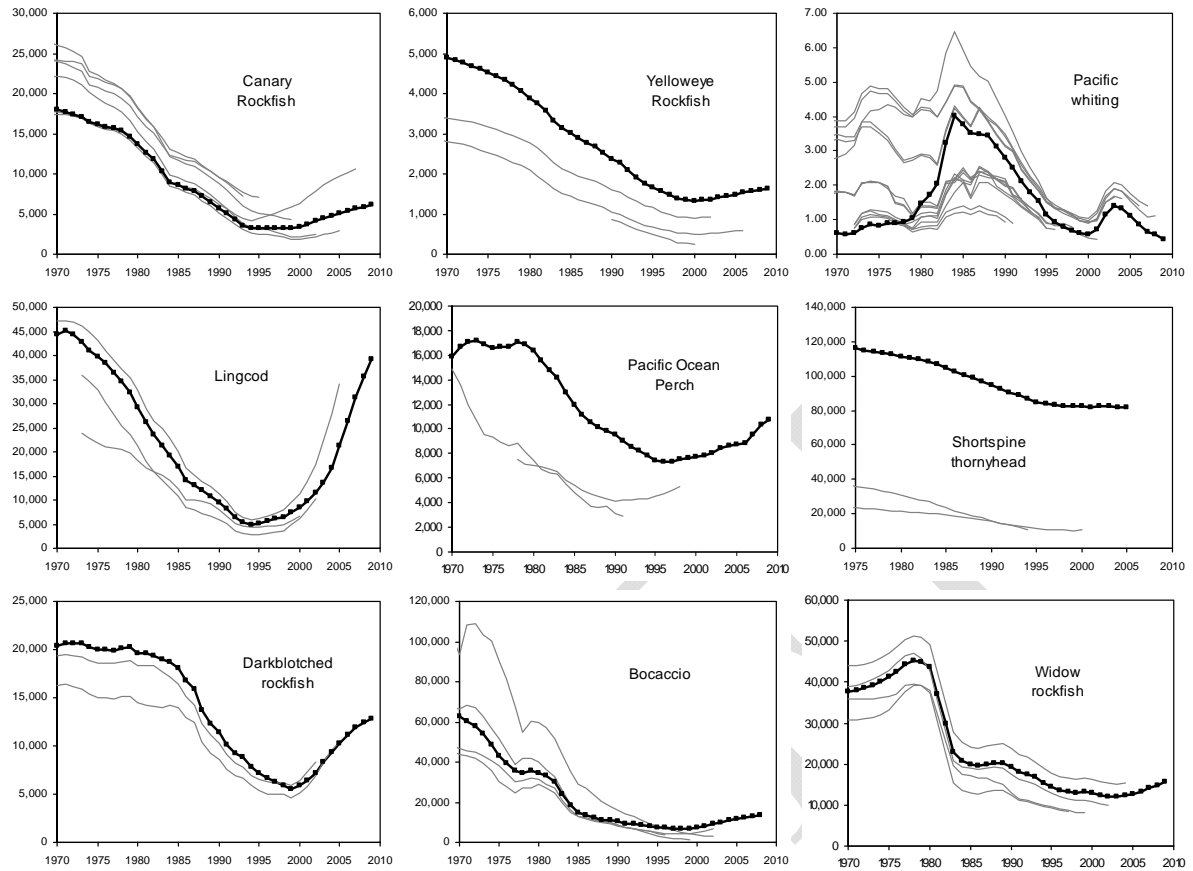 30,000
25,000
20,000
15,000
10,000
5,000
0
Canary
Rockfish
1970 1975 1980 1985 1990 1995 2000 2005 2010
6,000
5,000
4,000
3,000
2,000
1,000
0
Yelloweye
Rockfish
1970 1975 1980 1985 1990 1995 2000 2005 2010
7.00
6.00
5.00
4.00
3.00
2.00
1.00
0.00
Pacific
whiting
1970 1975 1980 1985 1990 1995 2000 2005 2010
50,000
45,000
40,000
35,000
30,000
25,000
20,000
15,000
10,000
5,000
0
Lingcod
1970 1975 1980 1985 1990 1995 2000 2005 2010
20,000
18,000
16,000
14,000
12,000
10,000
8,000
6,000
4,000
2,000
0
Pacific Ocean
Perch
1970 1975 1980 1985 1990 1995 2000 2005 2010
140,000
120,000
100,000
80,000
60,000
40,000
20,000
0
Shortspine
thornyhead
1975 1980 1985 1990 1995 2000 2005 2010
25,000
20,000
15,000
10,000
5,000
0
Darkblotched
rockfish
1970 1975 1980 1985 1990 1995 2000 2005 2010
120,000
100,000
80,000
60,000
40,000
20,000
0
Bocaccio
1970 1975 1980 1985 1990 1995 2000 2005 2010
60,000
50,000
40,000
30,000
20,000
10,000
0
Widow
rockfish
1970 1975 1980 1985 1990 1995 2000 2005 2010